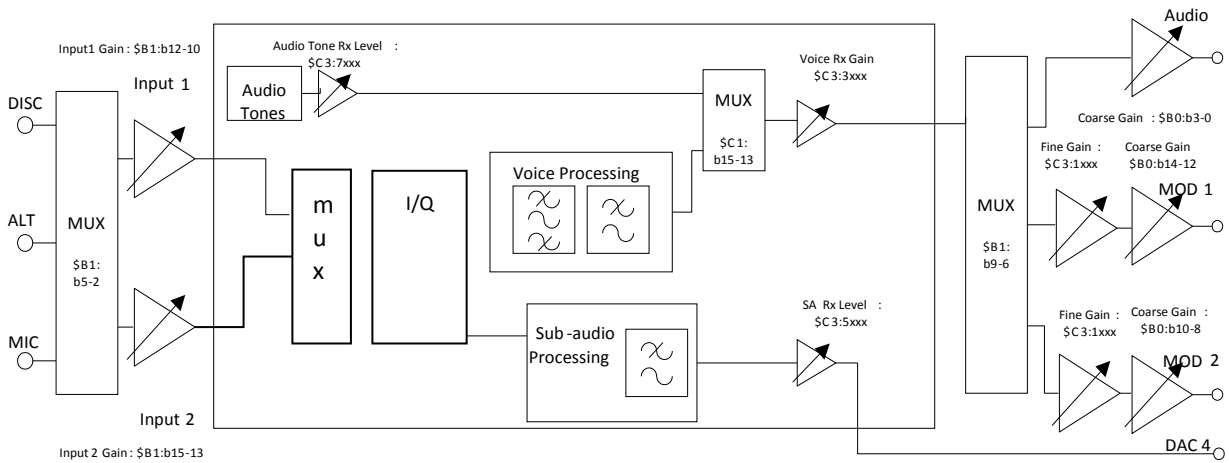 Audio
Input1 Gain : $B1:b12-10
Audio Tone Rx Level :
$C3:7xxx
Voice Rx Gain
$C3:3xxx
Input 1
Audio
Tones
MUX
$C1:
b15-13
DISC
Coarse Gain : $B0:b3-0
Fine Gain :
$C3:1xxx
Coarse Gain
$B0:b14-12
Voice Processing
MOD 1
m
u
x
I/Q
ALT
MUX
$B1:
b5-2
MUX
$B1:
b9-6
SA Rx Level :
$C3:5xxx
Fine Gain :
$C3:1xxx
Coarse Gain :
$B0:b10-8
Sub-audio
Processing
MIC
MOD 2
Input 2
DAC 4
Input 2 Gain : $B1:b15-13